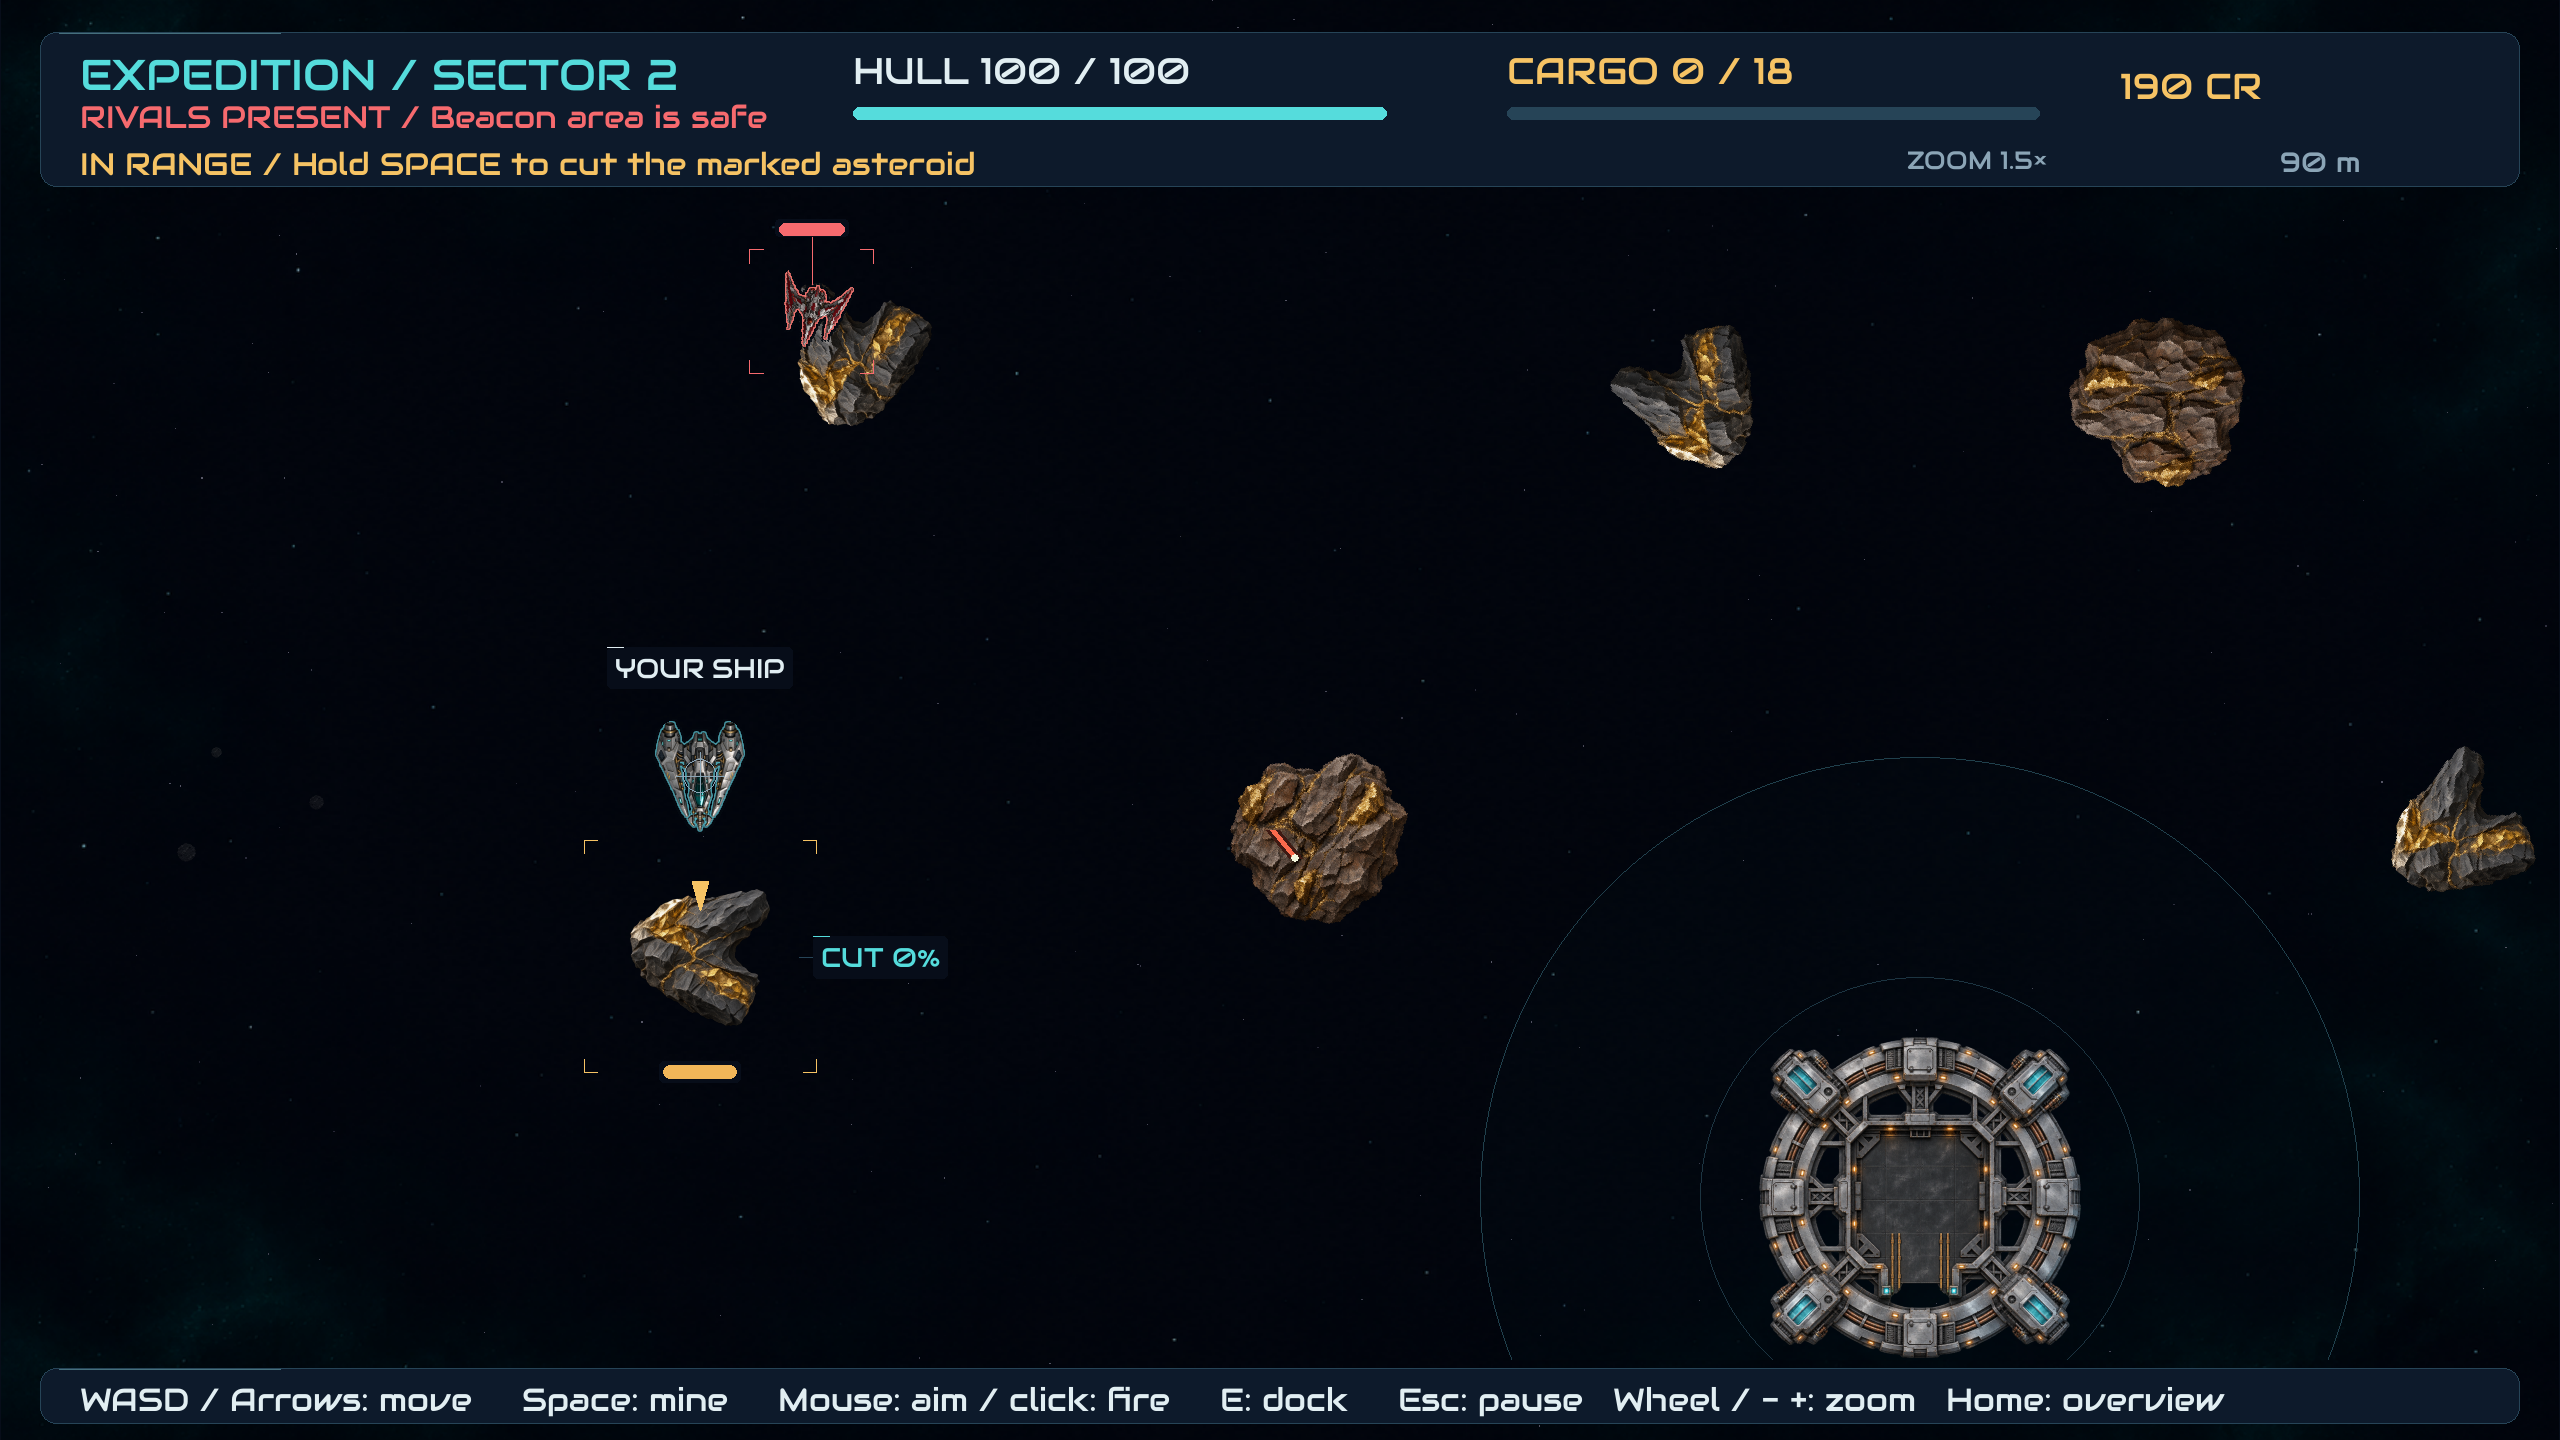 EXPEDITION / SECTOR 2
HULL 100 / 100
CARGO 0 / 18
190 CR
RIVALS PRESENT / Beacon area is safe
IN RANGE / Hold SPACE to cut the marked asteroid
ZOOM 1.5×
90 m
YOUR SHIP
CUT 0%
WASD / Arrows: move Space: mine Mouse: aim / click: fire E: dock Esc: pause Wheel / - +: zoom Home: overview